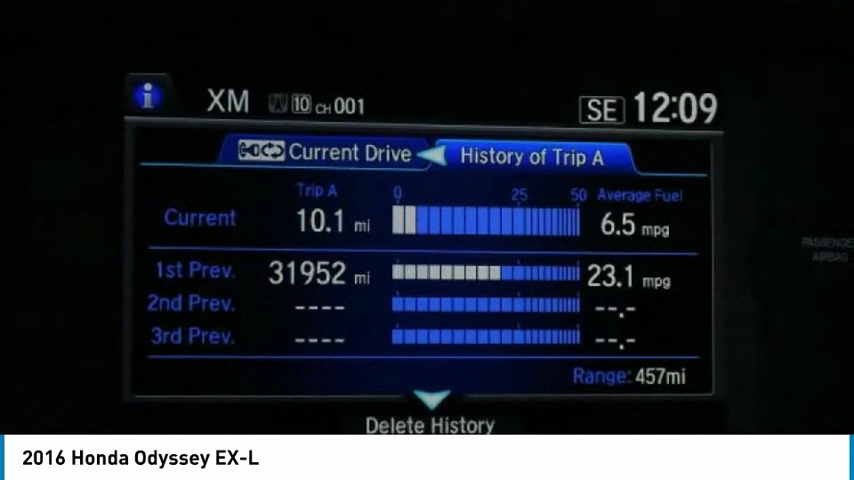 i XM 10 CH 001 SE 12:09
Current Drive History of Trip A
Trip A 0 25 50 Average Fuel
Current 10.1 mi 6.5 mpg
1st Prev. 31952 mi 23.1 mpg
2nd Prev. ---- --.-
3rd Prev. ---- --.-
Range: 457mi
Delete History
PASSENGER
AIRBAG
2016 Honda Odyssey EX-L